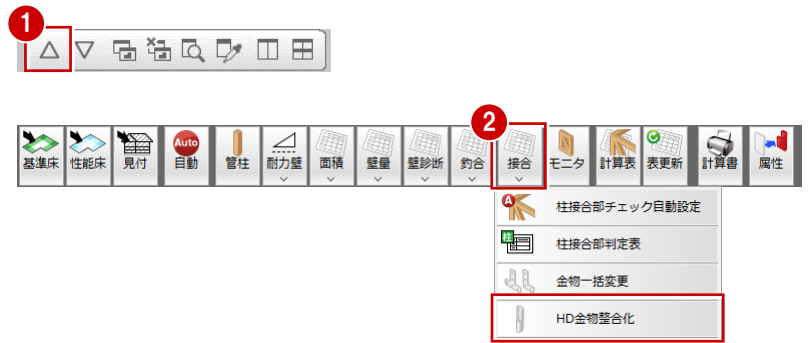 1
2
Auto
基準床 性能床 見付 自動 管柱 耐力壁 面積 壁量 壁診断 釣合 接合 モニタ 計算表 表更新 計算書 属性
A 柱接合部チェック自動設定
柱 柱接合部判定表
金物一括変更
HD金物整合化